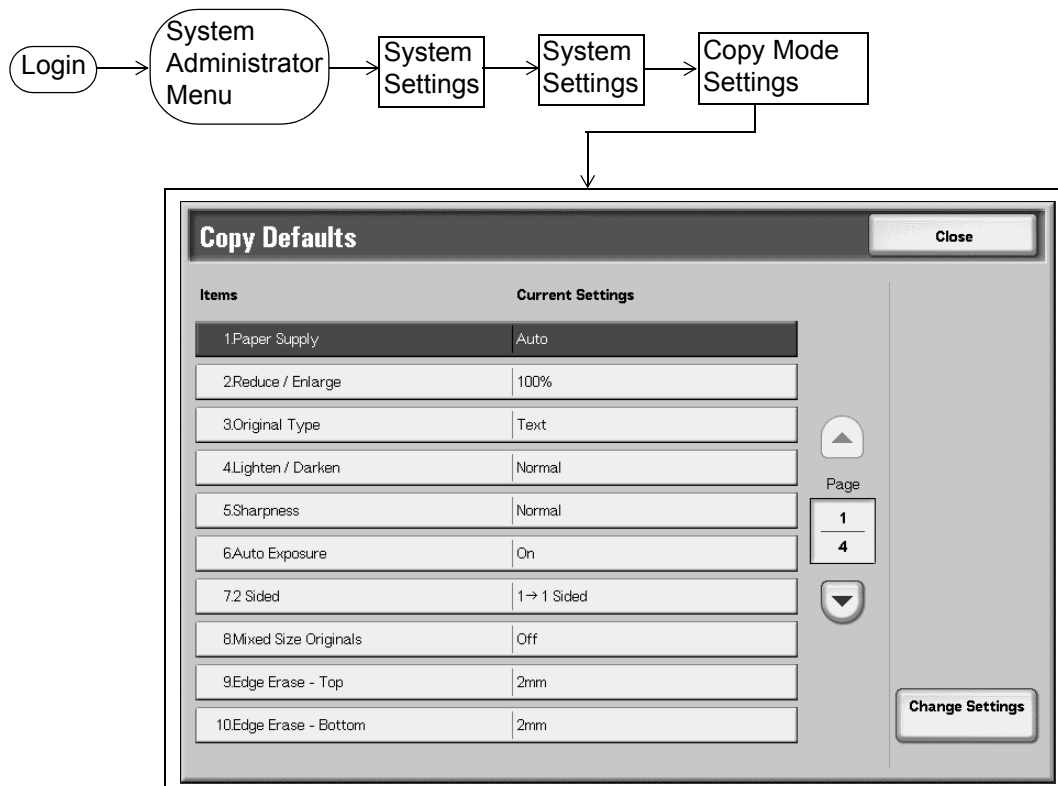 Login
System
Administrator
Menu
System
Settings
System
Settings
Copy Mode
Settings
Copy Defaults
Close
Items Current Settings
1.Paper Supply Auto
2.Reduce / Enlarge 100%
3.Original Type Text
4.Lighten / Darken Normal
5.Sharpness Normal
6.Auto Exposure On
7.2 Sided 1→1 Sided
8.Mixed Size Originals Off
9.Edge Erase - Top 2mm
10.Edge Erase - Bottom 2mm
Page
1
4
Change Settings